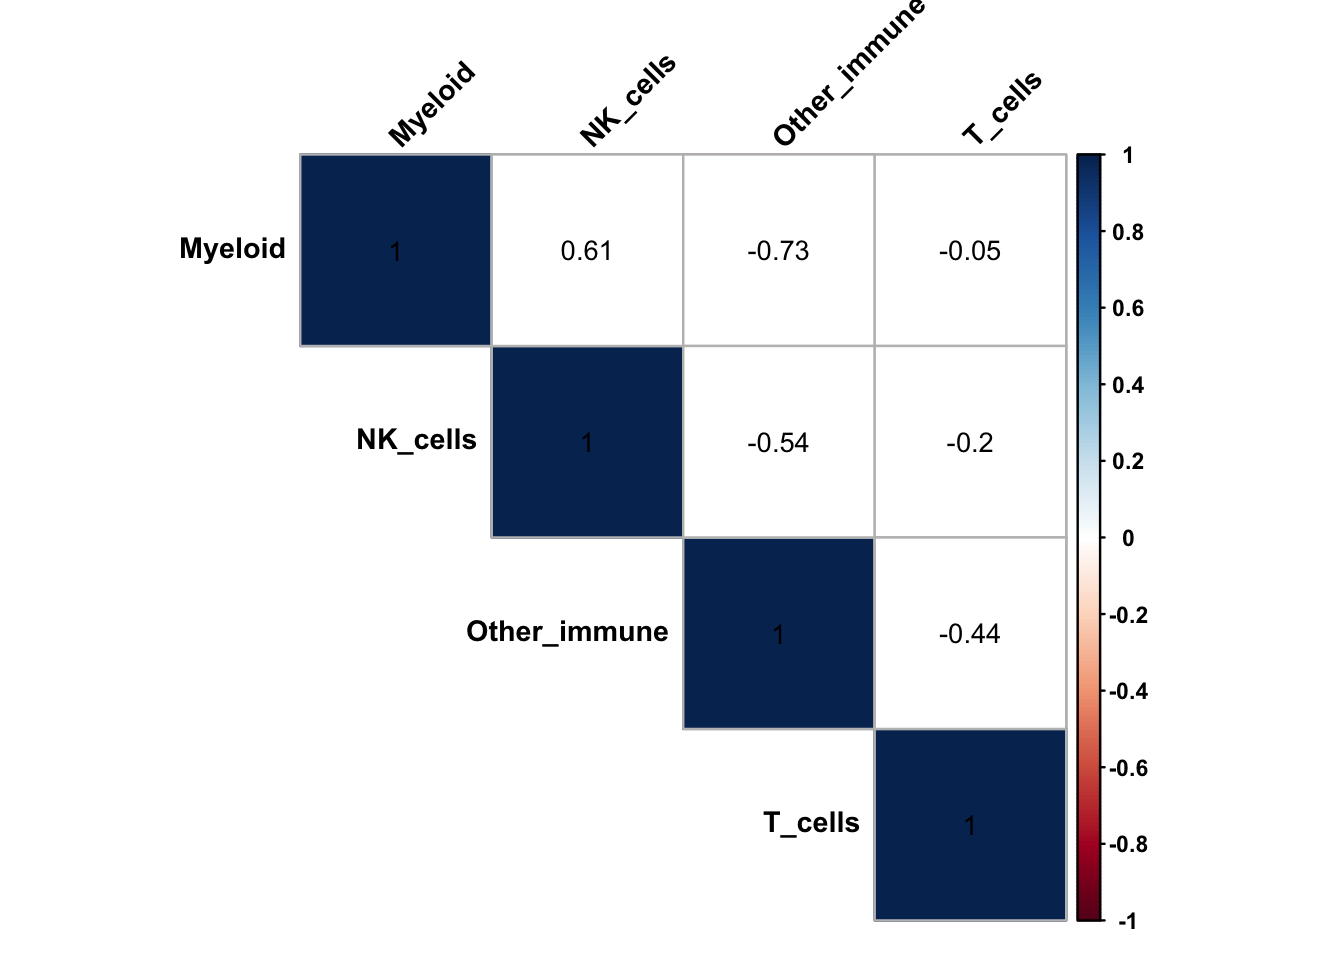 Myeloid
NK_cells
Other_immune
T_cells
Myeloid 1 0.61 -0.73 -0.05
NK_cells 1 -0.54 -0.2
Other_immune 1 -0.44
T_cells 1
1
0.8
0.6
0.4
0.2
0
-0.2
-0.4
-0.6
-0.8
-1